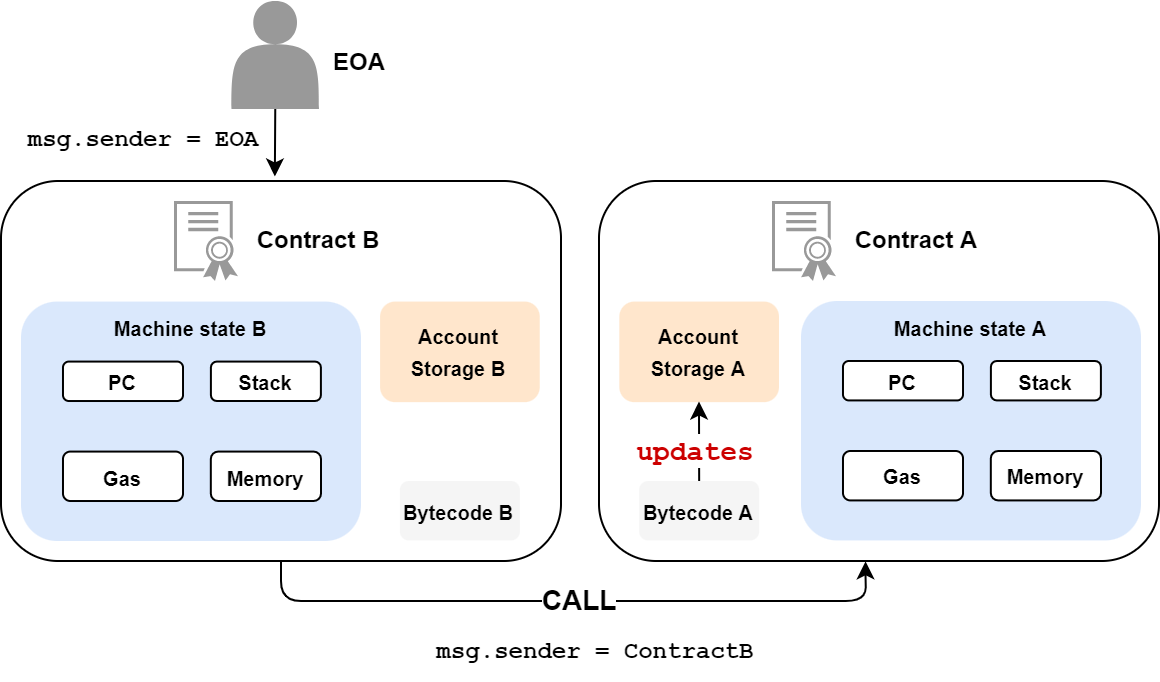 EOA
msg.sender = EOA
Contract B
Machine state B
PC
Stack
Gas
Memory
Account
Storage B
Bytecode B
Contract A
Account
Storage A
updates
Bytecode A
Machine state A
PC
Stack
Gas
Memory
CALL
msg.sender = ContractB